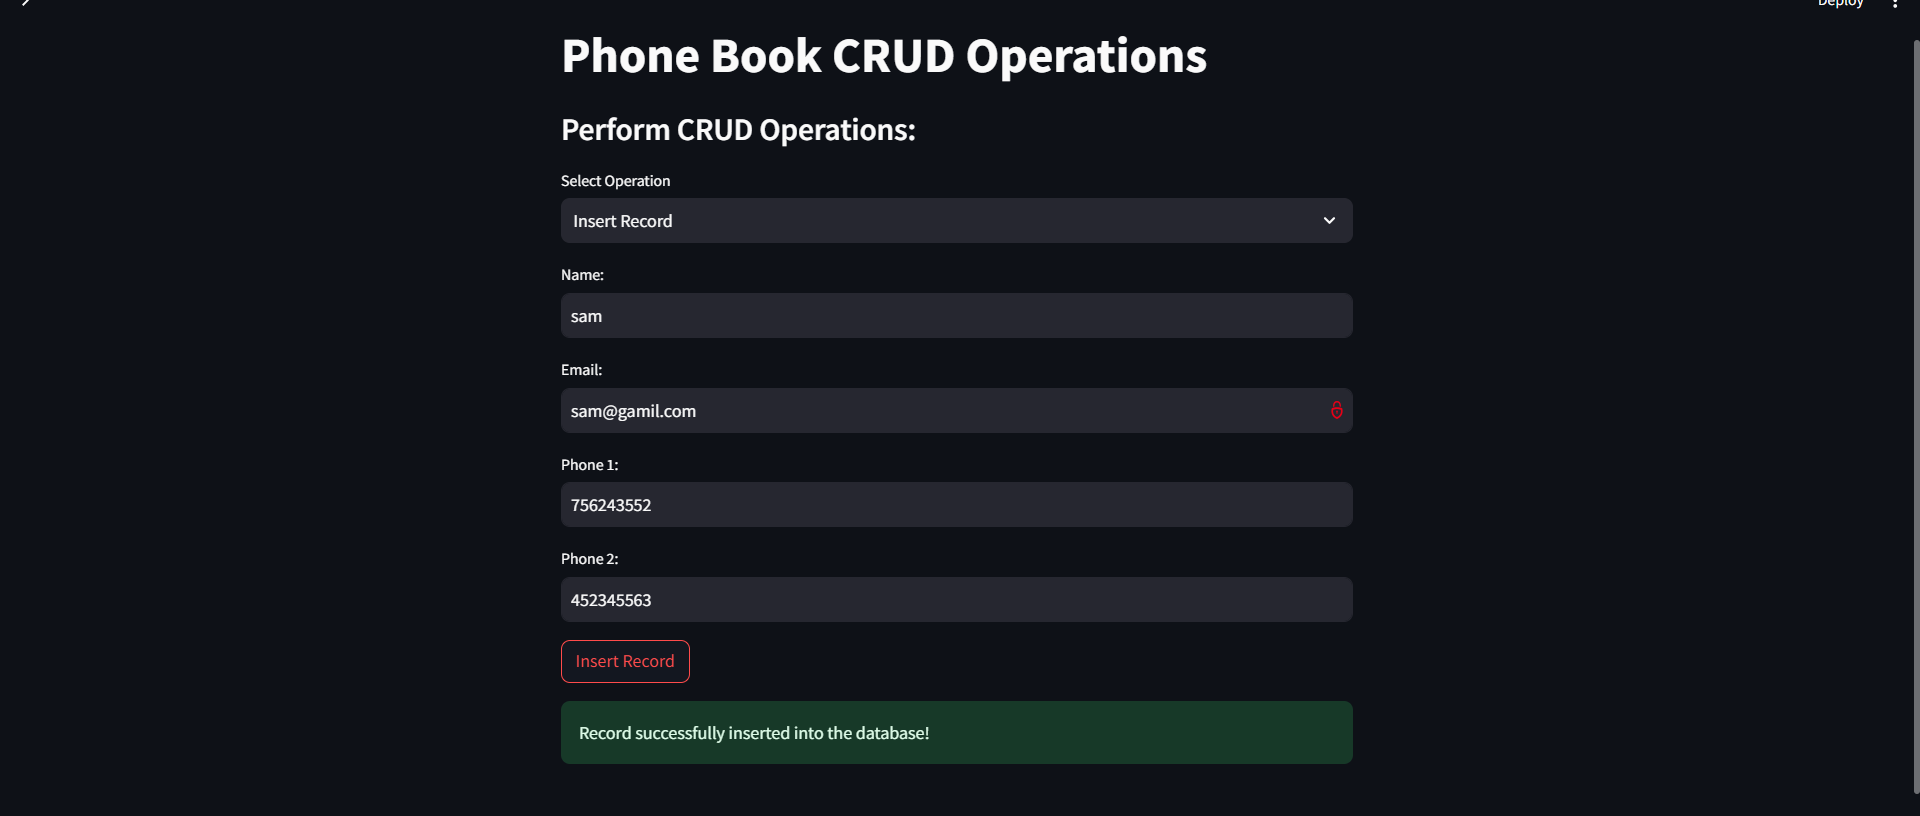 Deploy
Phone Book CRUD Operations
Perform CRUD Operations:
Select Operation
Insert Record
Name:
sam
Email:
sam@gamil.com
Phone 1:
756243552
Phone 2:
452345563
Insert Record
Record successfully inserted into the database!